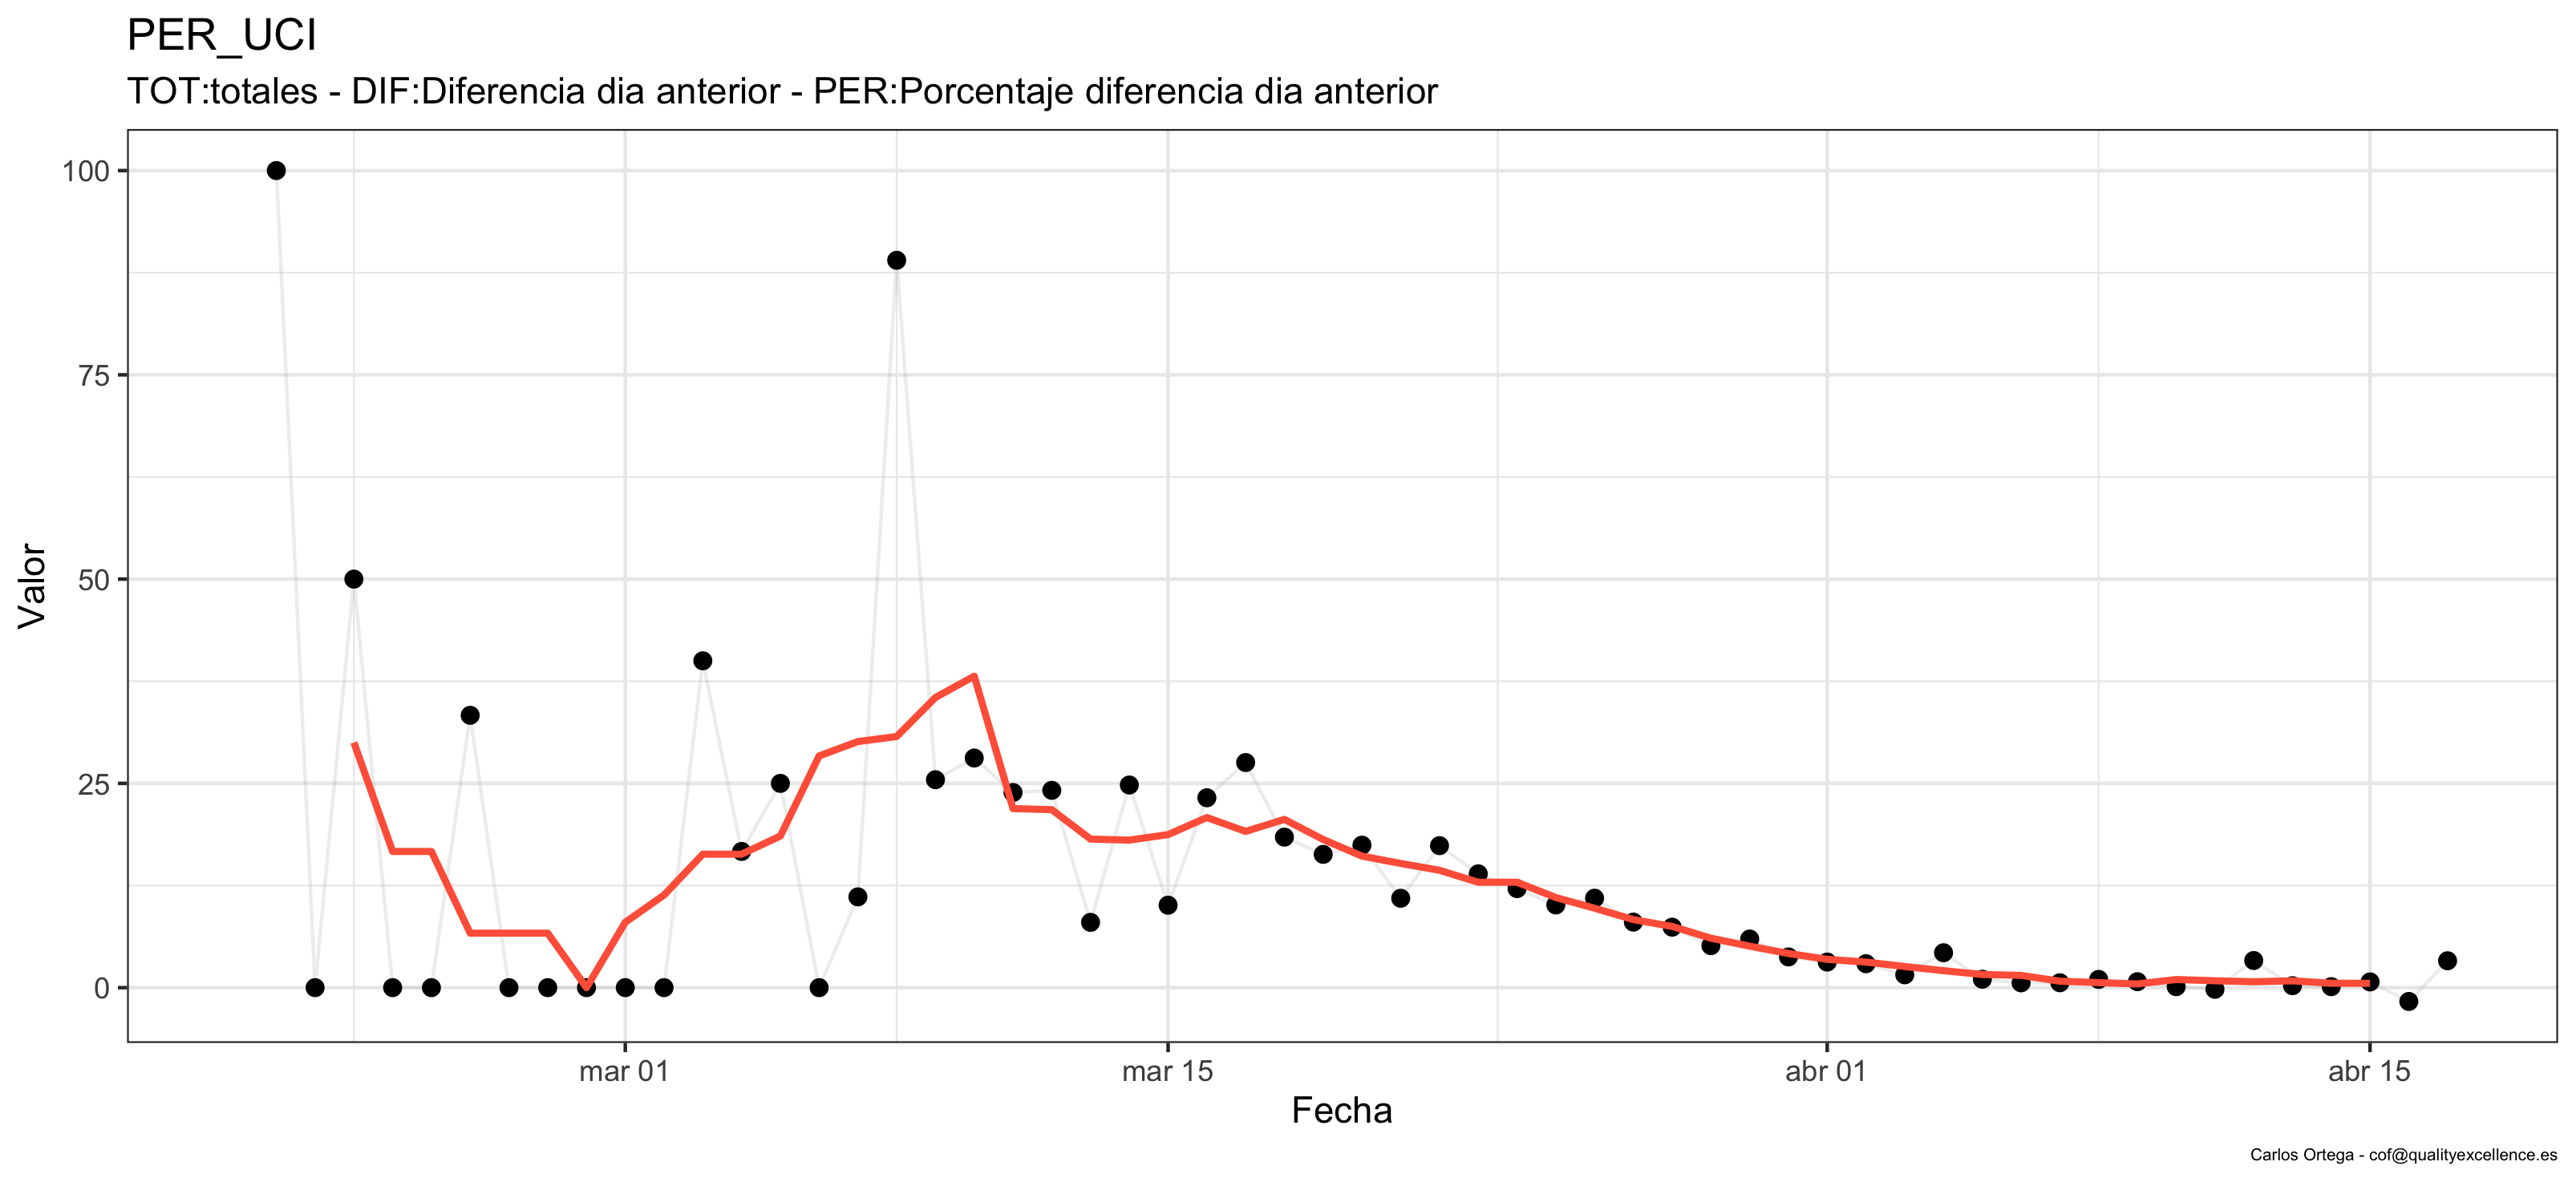 PER_UCI
TOT:totales - DIF:Diferencia dia anterior - PER:Porcentaje diferencia dia anterior
100
75
50
25
0
Valor
mar 01
mar 15
abr 01
abr 15
Fecha
Carlos Ortega - cof@qualityexcellence.es